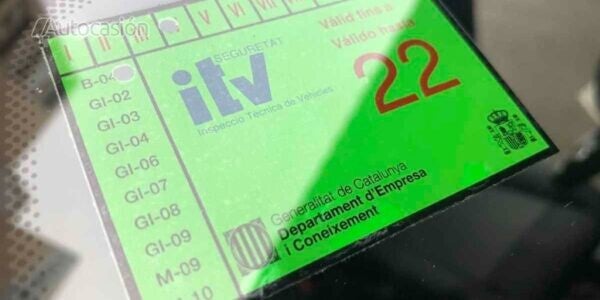 Autocasión
I II III V VI VII
B-04
GI-02
GI-03
GI-04
GI-06
GI-07
GI-08
GI-09
M-09
10
SEGURETAT
itv
Inspecció Tècnica de Vehicles
Vàlid fins a
Válido hasta
22
Generalitat de Catalunya
Departament d'Empresa
i Coneixement